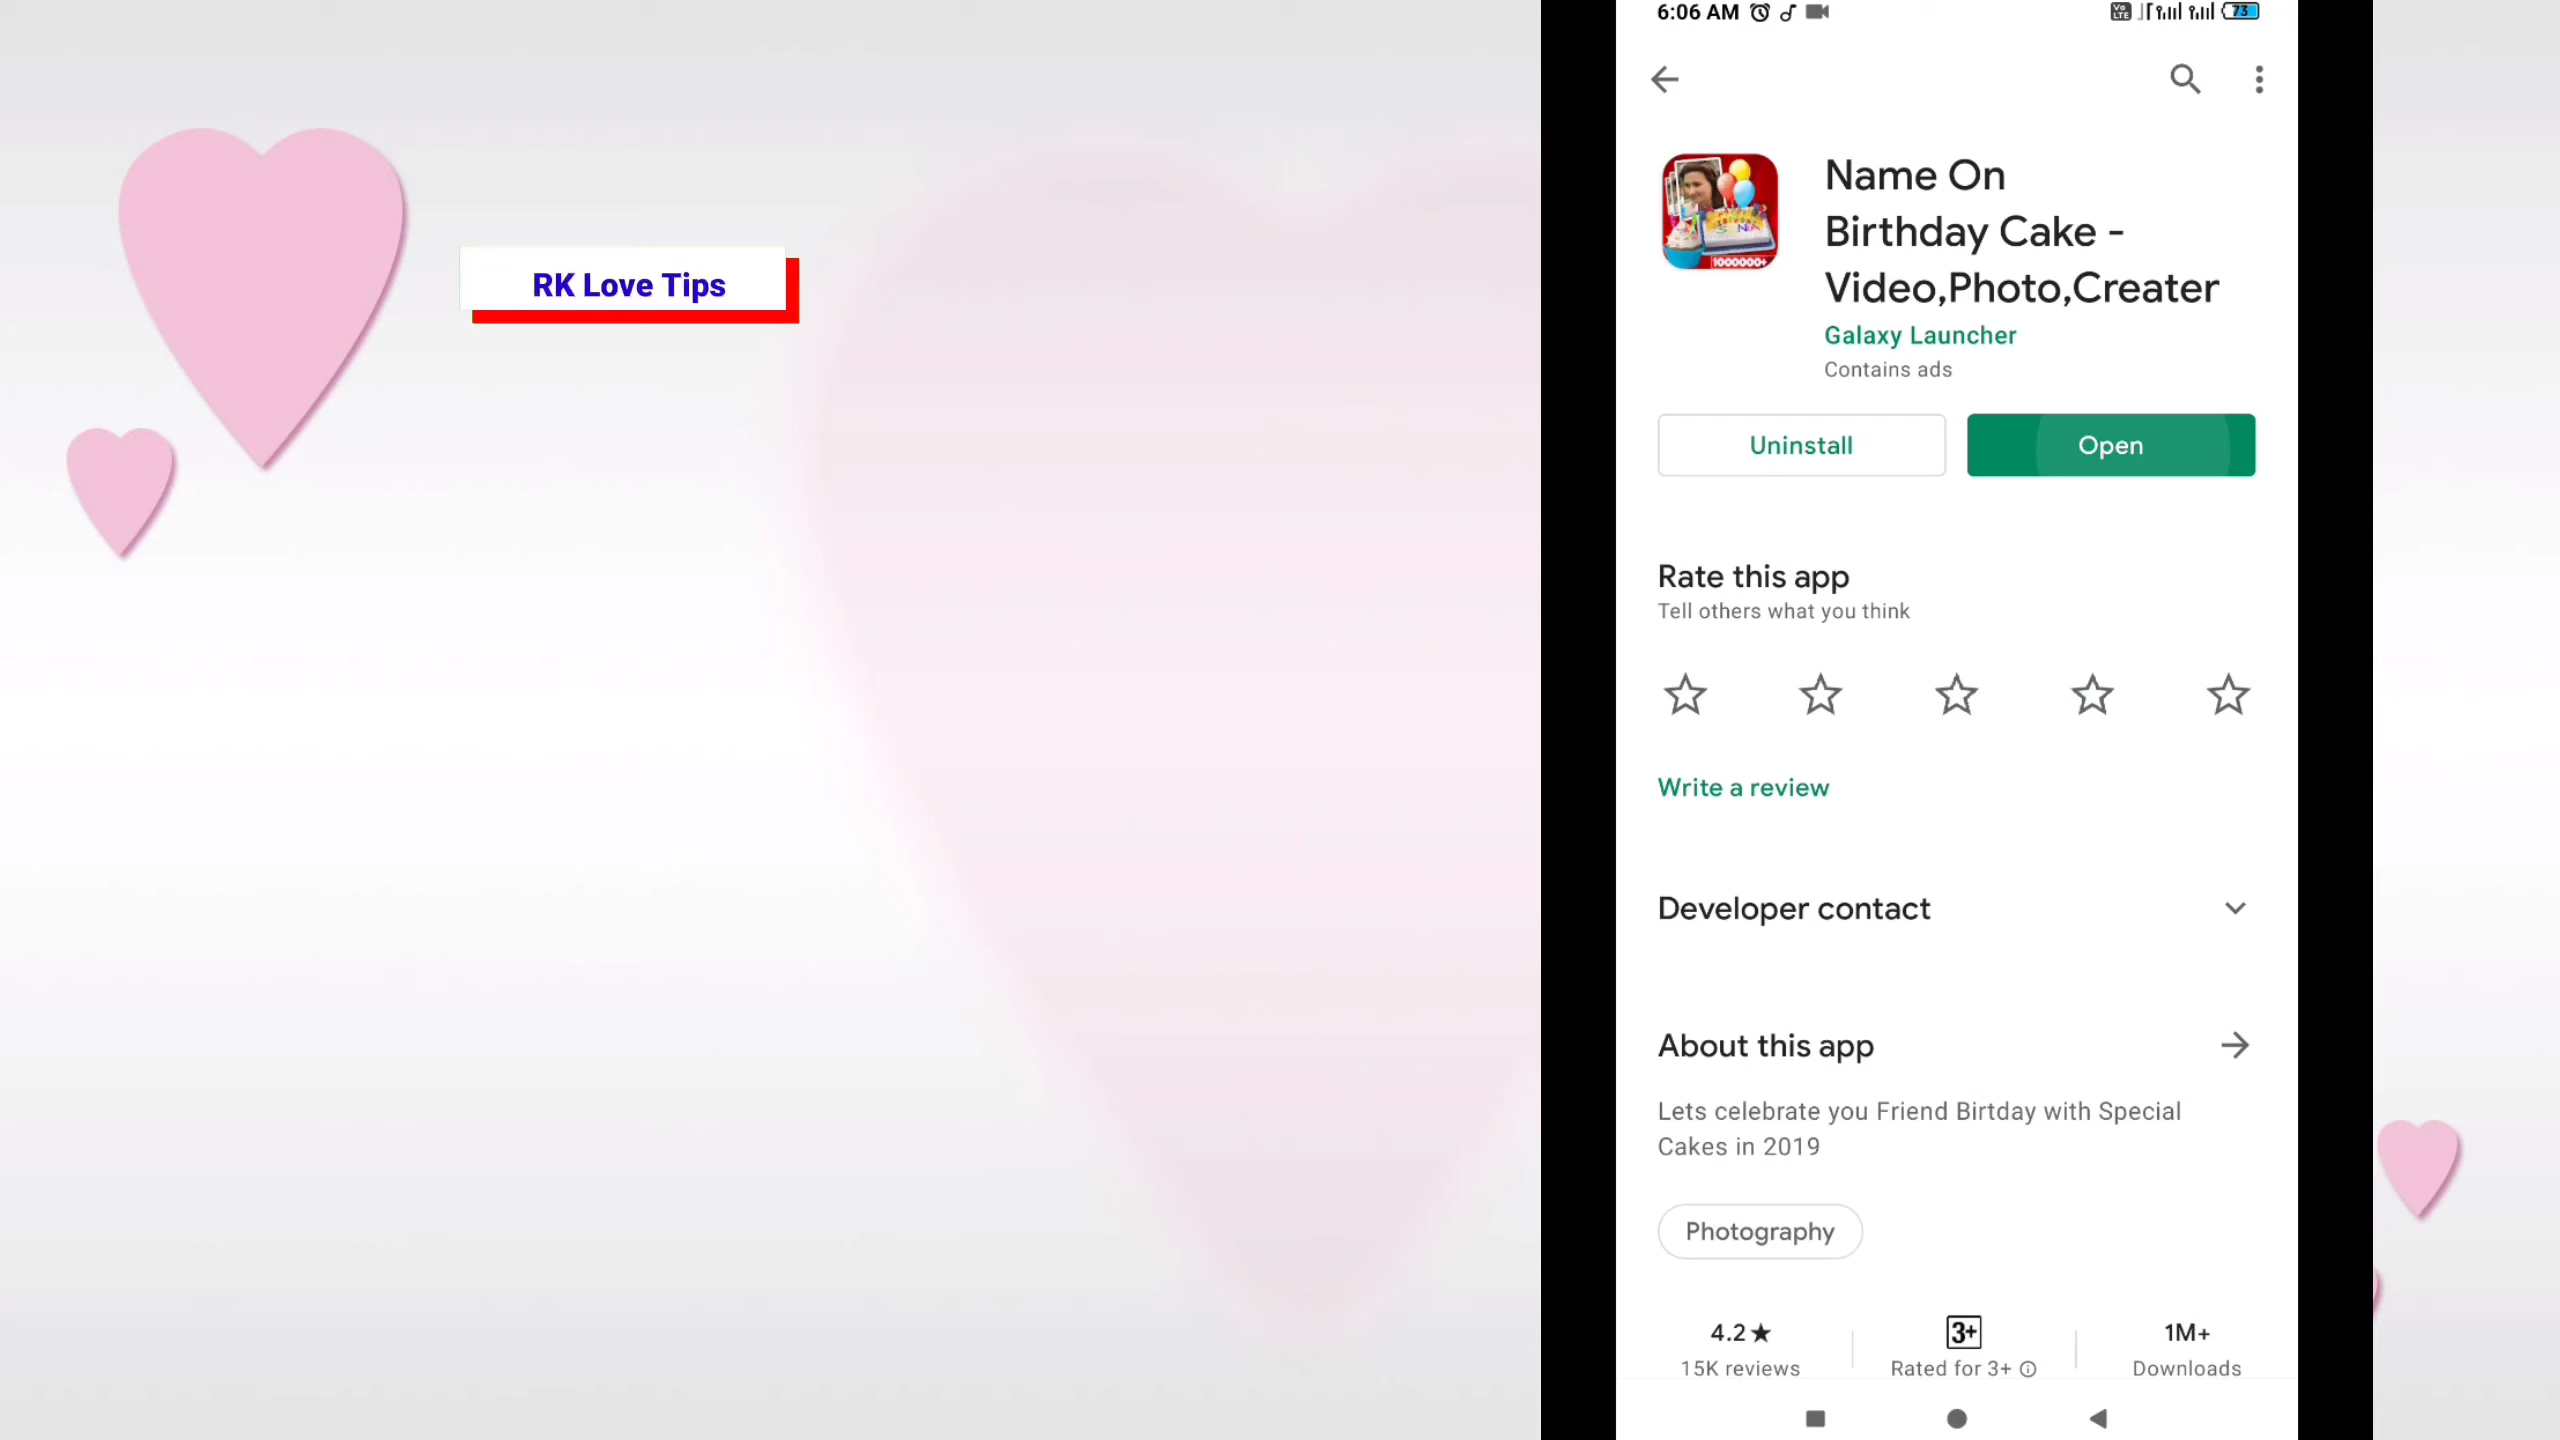 RK Love Tips
6:06 AM
73
Name On
Birthday Cake -
Video,Photo,Creater
Galaxy Launcher
Contains ads
1000000+
Uninstall
Open
Rate this app
Tell others what you think
Write a review
Developer contact
About this app
Lets celebrate you Friend Birtday with Special
Cakes in 2019
Photography
4.2★
3+
1M+
15K reviews
Rated for 3+
Downloads